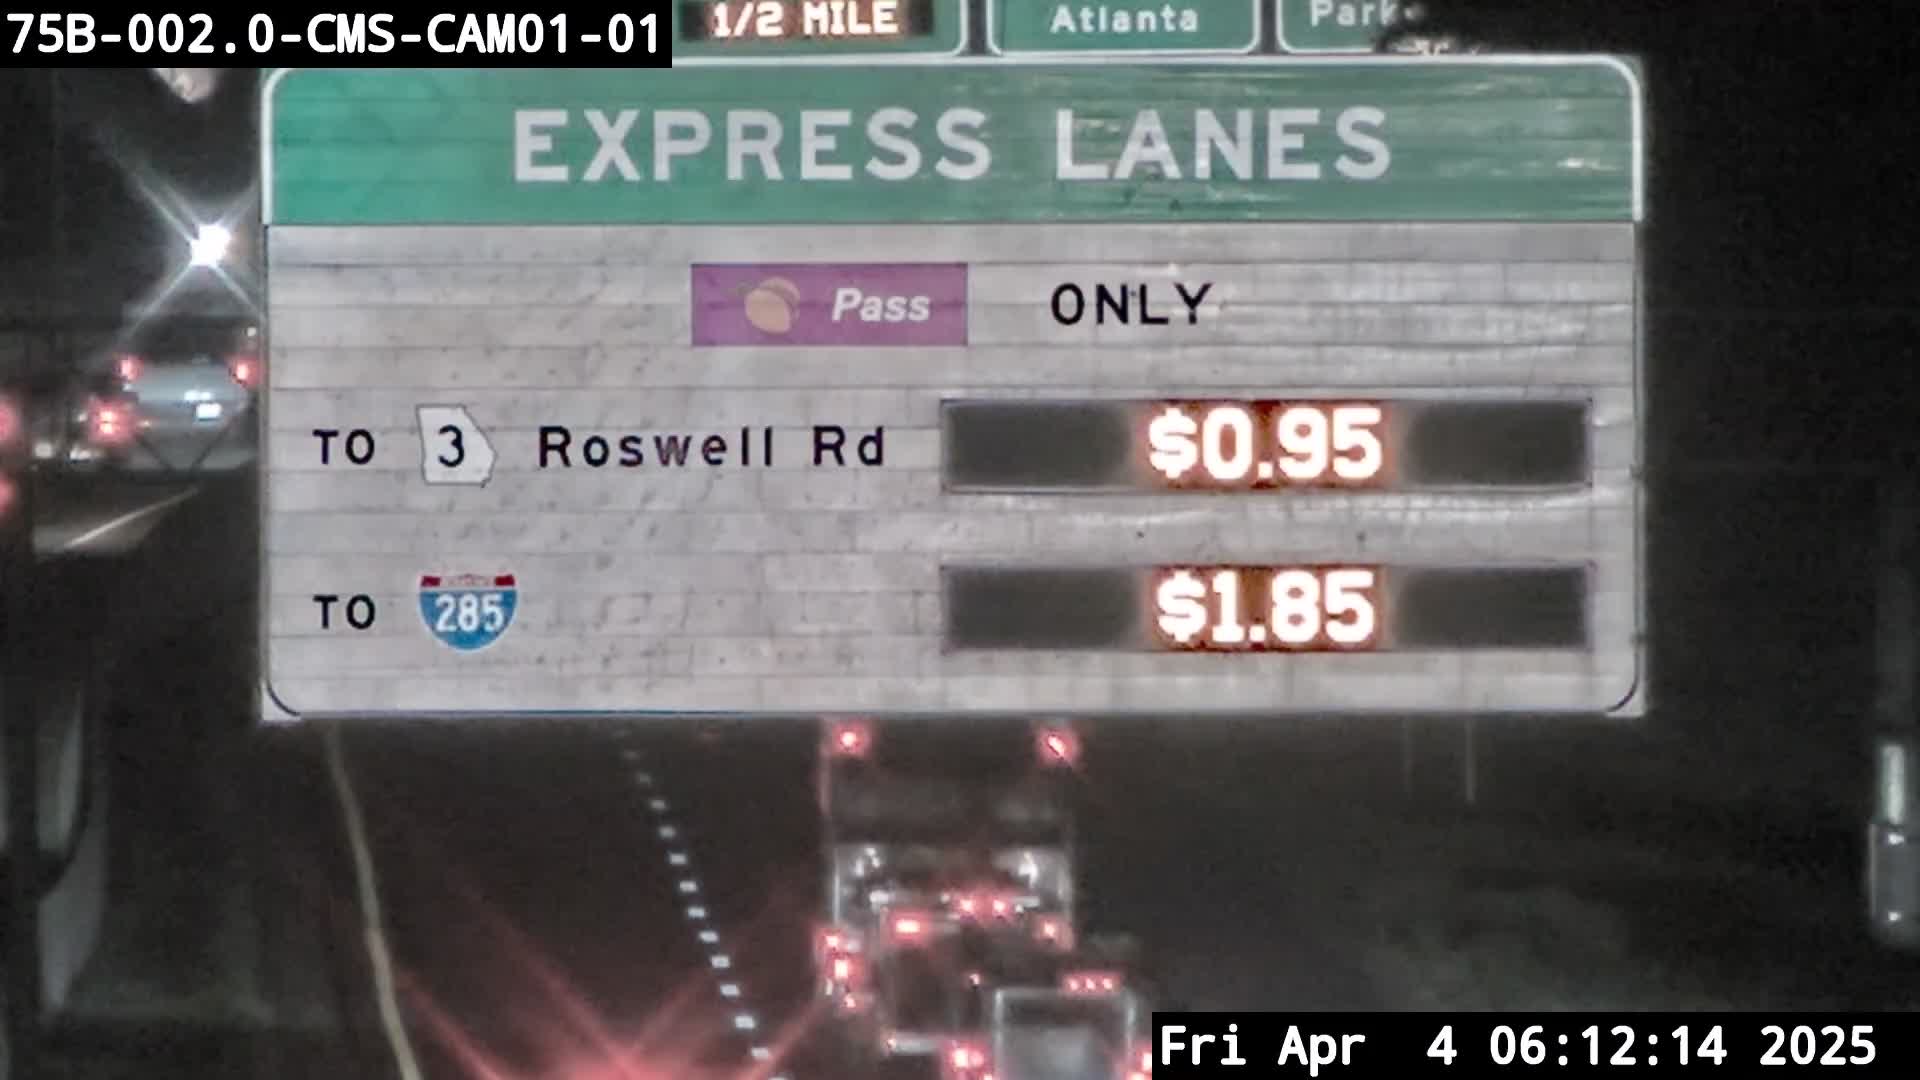 75B-002.0-CMS-CAM01-01
1/2 MILE
Atlanta
EXPRESS LANES
Pass ONLY
TO 3 Roswell Rd $0.95
TO 285 $1.85
Fri Apr 4 06:12:14 2025